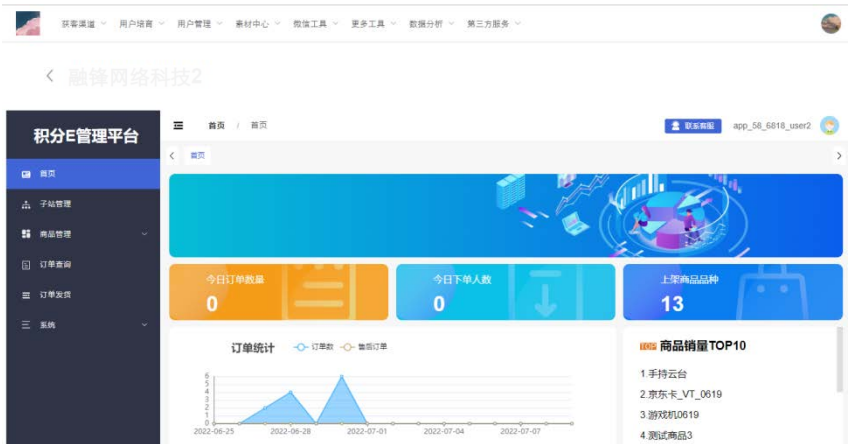 获客渠道 用户培育 用户管理 素材中心 微信工具 更多工具 数据分析 第三方服务
融锋网络科技2
积分E管理平台
首页 / 首页
联系客服 app_58_6818_user2
首页
首页
子站管理
商品管理
订单查询
订单发货
系统
今日订单数量
0
今日下单人数
0
上架商品品种
13
订单统计 订单数 售后订单
6
5
4
3
2
1
0
2022-06-25 2022-06-28 2022-07-01 2022-07-04 2022-07-07
TOP 商品销量TOP10
1.手持云台
2.京东卡_VT_0619
3.游戏机0619
4.测试商品3